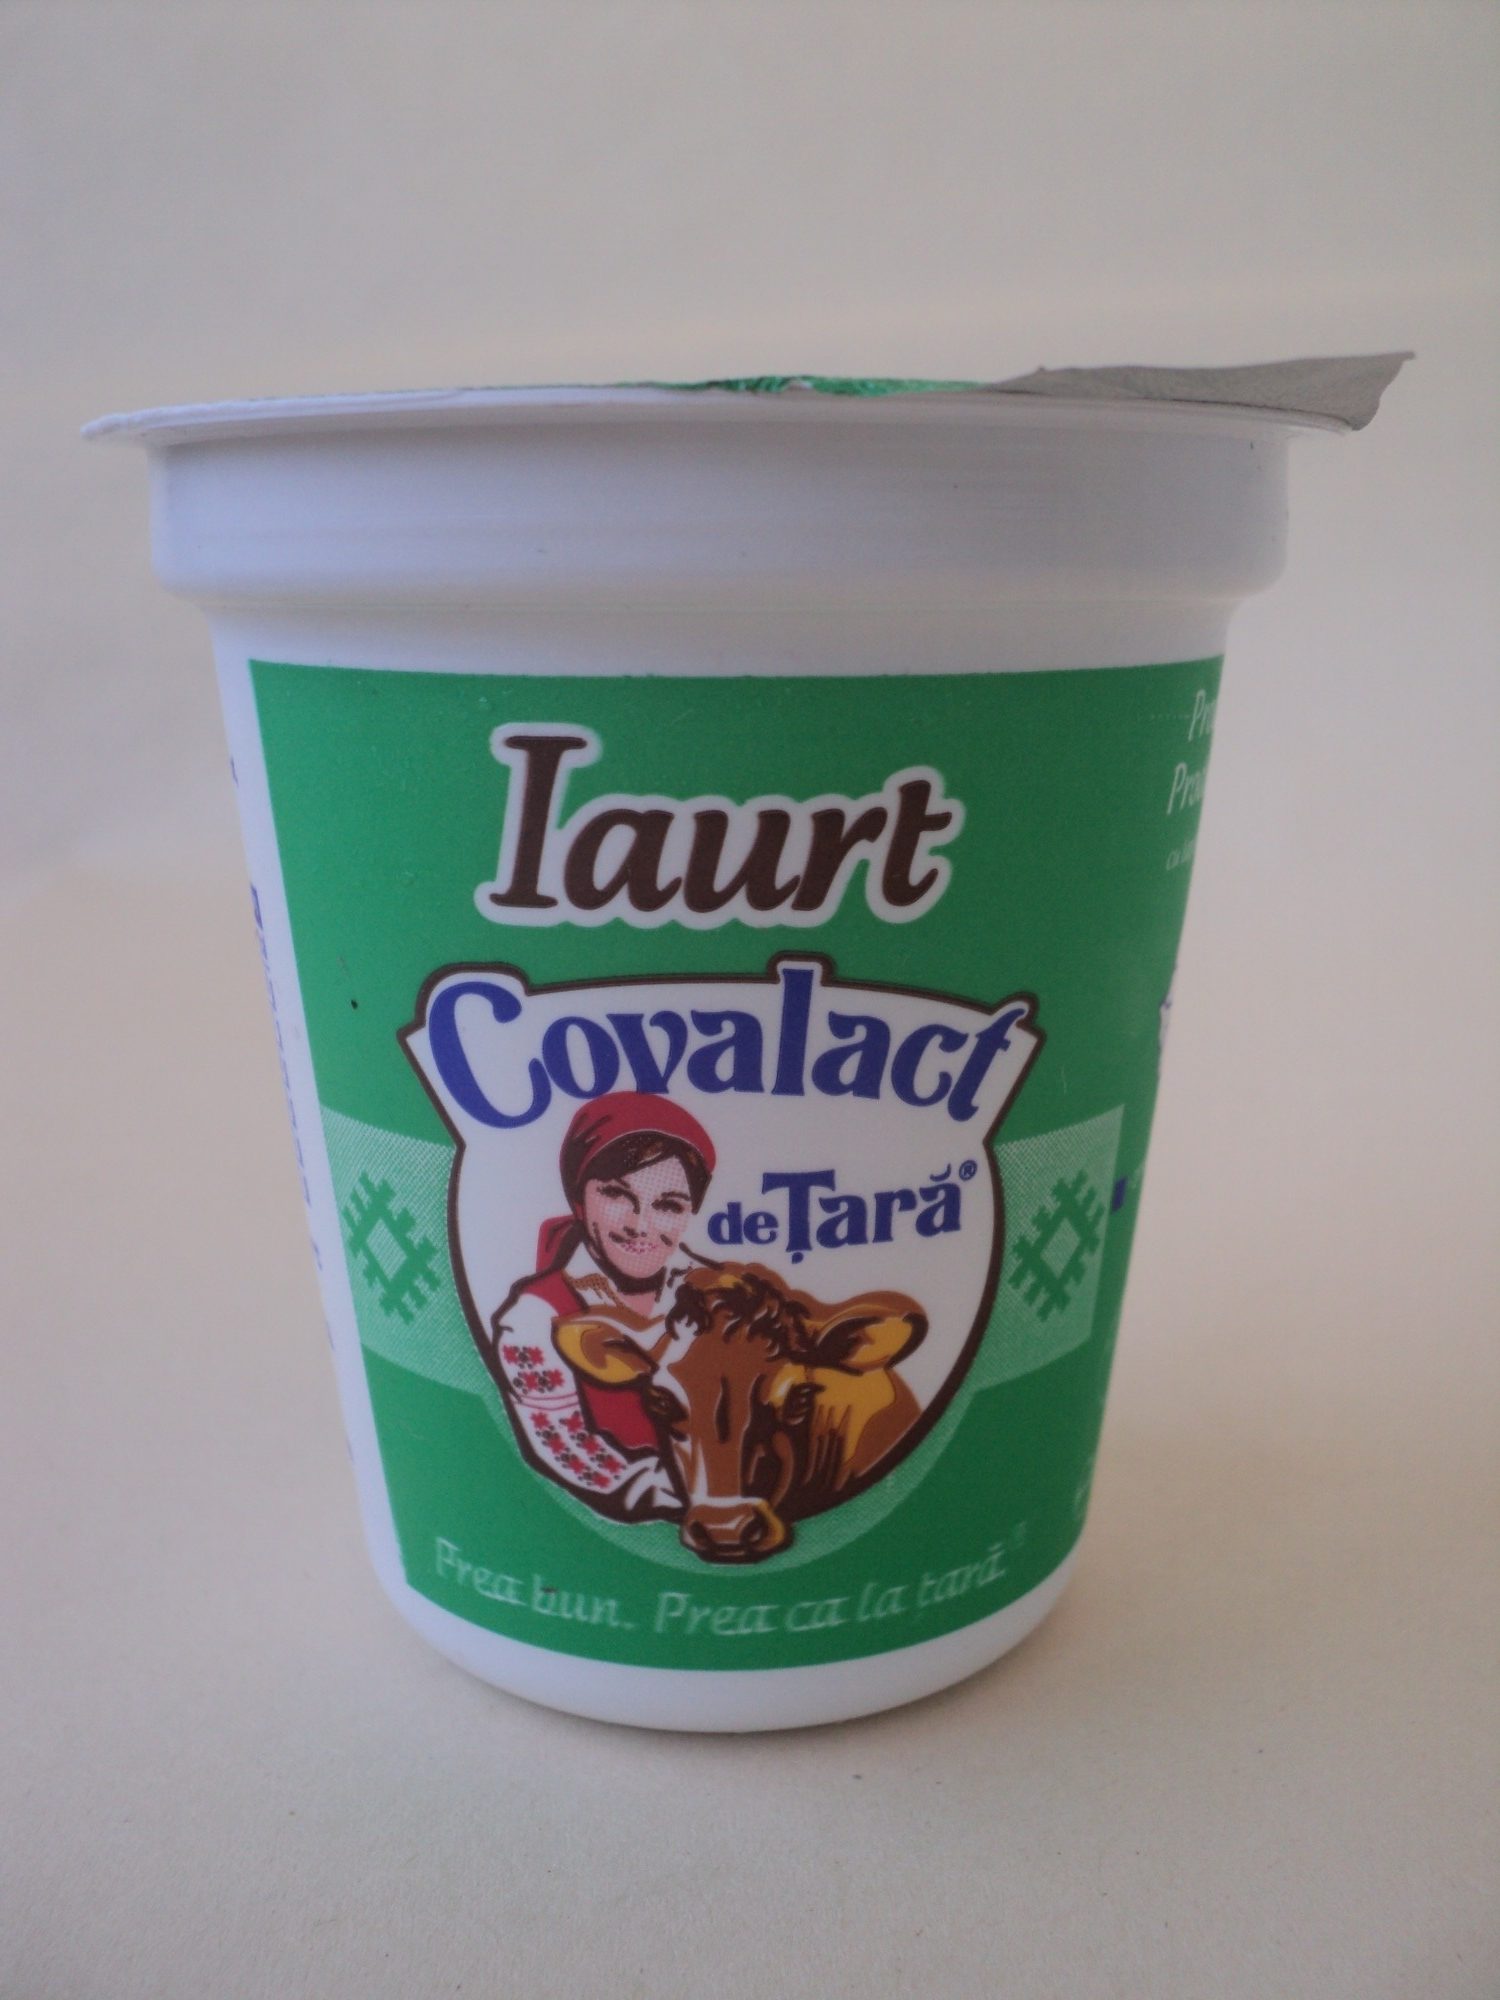 Iaurt
Covalact
de Țară®
Prea bun. Prea ca la țară.